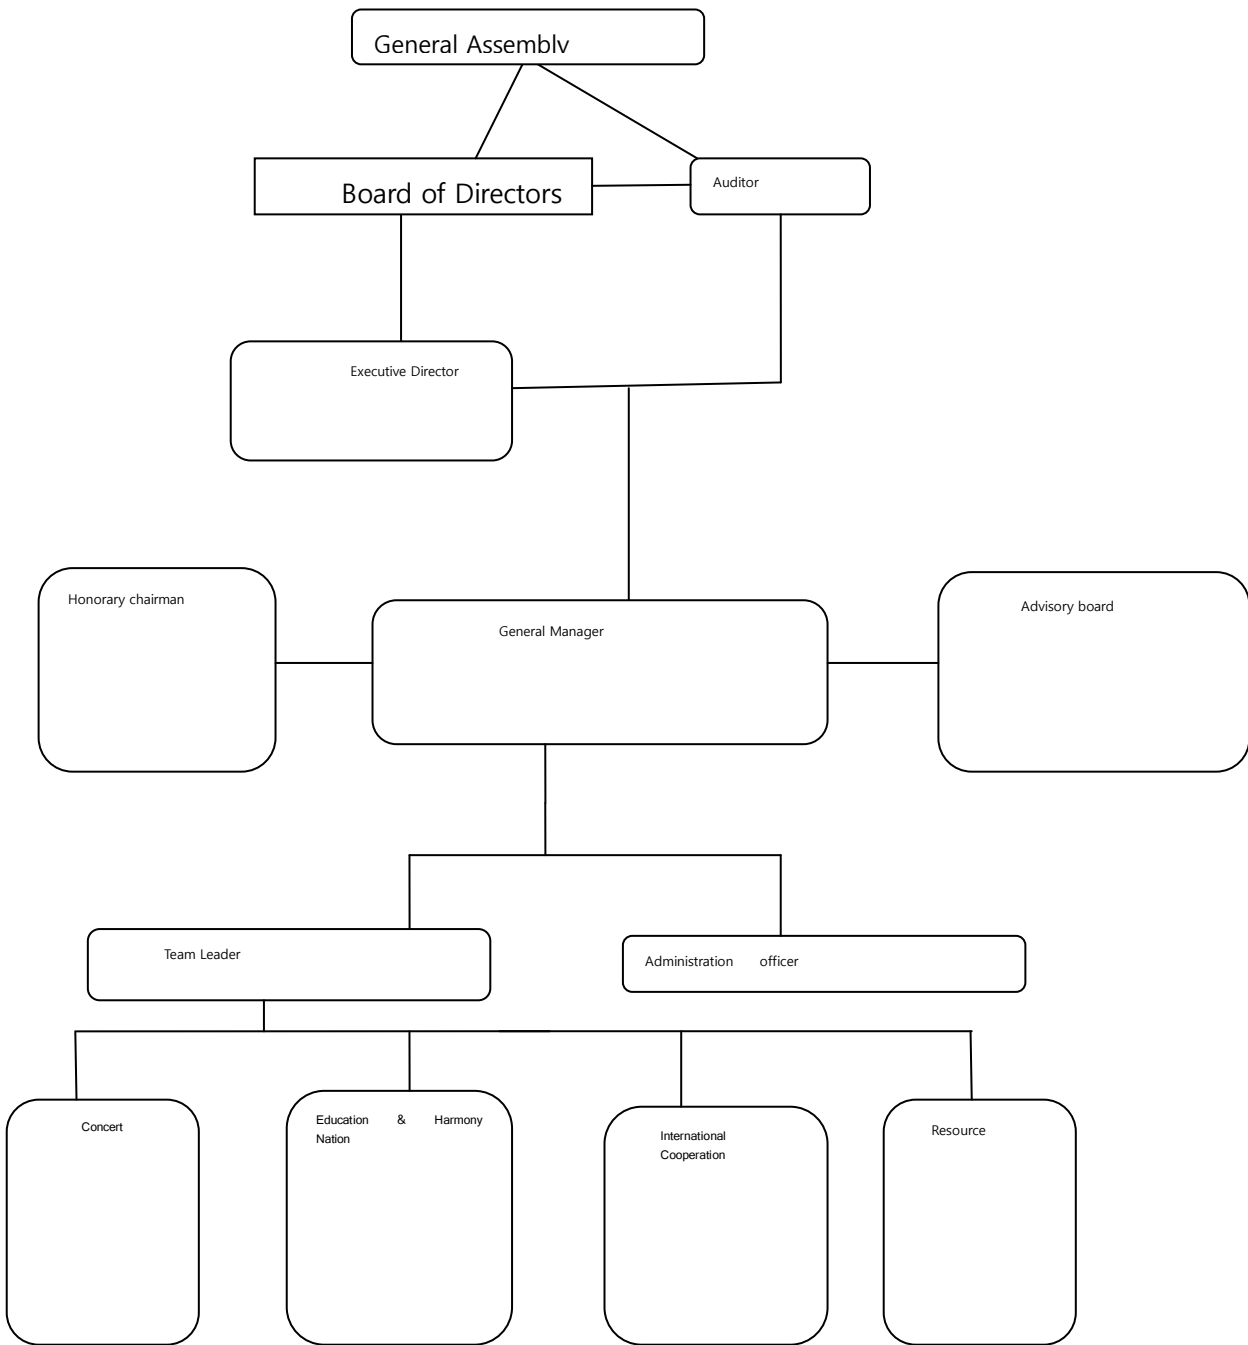 General Assembly
Board of Directors
Auditor
Executive Director
Honorary chairman
General Manager
Advisory board
Team Leader
Administration officer
Concert
Education & Harmony
Nation
International
Cooperation
Resource